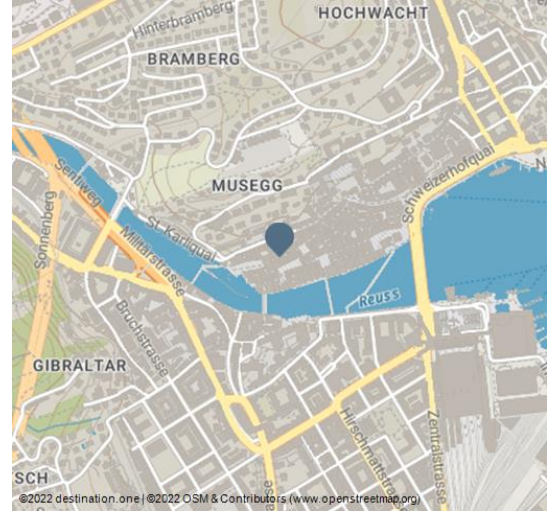 HOCHWACHT
Hinterbramberg
BRAMBERG
MUSEGG
Schweizerhofquai
N
Sentiweg
St. Karliquai
Sonnenberg
Militärstrasse
Reuss
Bruchstrasse
GIBRALTAR
Hirschmattstrasse
Zentralstrasse
SCH
©2022 destination.one | ©2022 OSM & Contributors (www.openstreetmap.org)